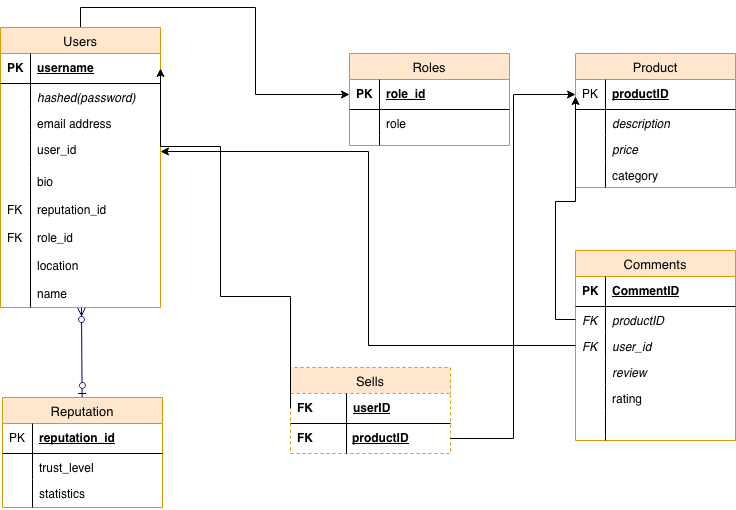 Users
PK username
hashed(password)
email address
user_id
bio
FK reputation_id
FK role_id
location
name
Roles
PK role_id
role
Product
PK productID
description
price
category
Comments
PK CommentID
FK productID
FK user_id
review
rating
Sells
FK userID
FK productID
Reputation
PK reputation_id
trust_level
statistics